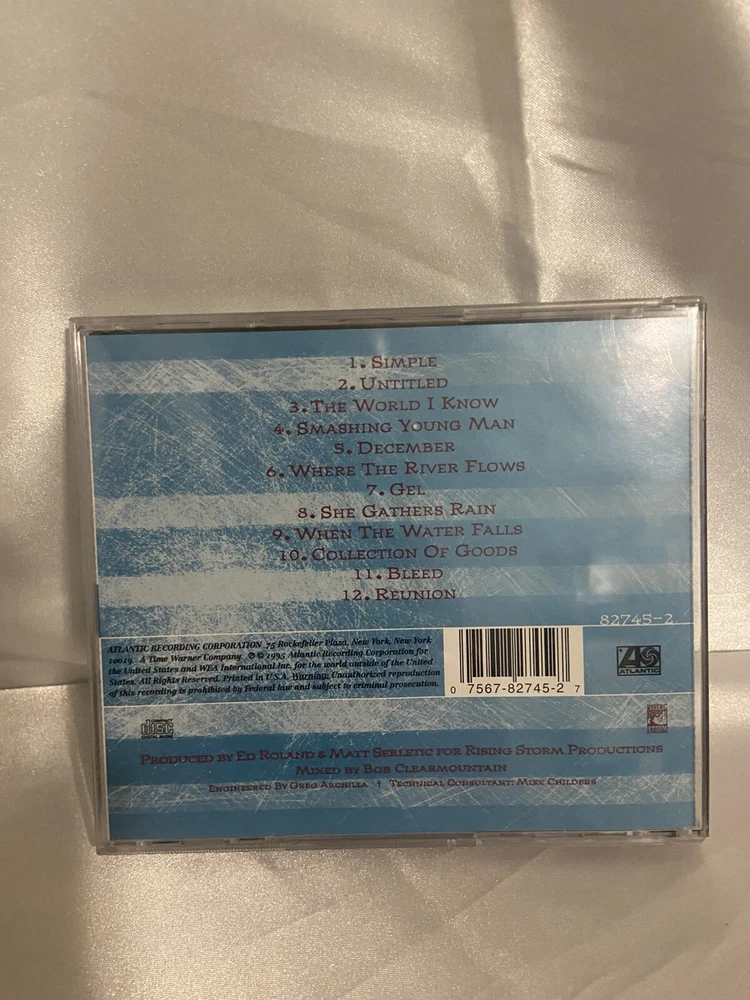 1. Simple
2. Untitled
3. The World I Know
4. Smashing Young Man
5. December
6. Where The River Flows
7. Gel
8. She Gathers Rain
9. When The Water Falls
10. Collection Of Goods
11. Bleed
12. Reunion
82745-2
ATLANTIC RECORDING CORPORATION 75 Rockefeller Plaza, New York, New York
10019. A Time Warner Company. ℗ © 1995 Atlantic Recording Corporation for
the United States and WEA International Inc. for the world outside of the United
States. All Rights Reserved. Printed in U.S.A. Warning: Unauthorized reproduction
of this recording is prohibited by Federal law and subject to criminal prosecution.
0 7567-82745-2 7
ATLANTIC
COMPACT
disc
DIGITAL AUDIO
Produced by Ed Roland & Matt Serletic for Rising Storm Productions
Mixed by Bob Clearmountain
Engineered By Greg Archilla † Technical Consultant: Mike Childers